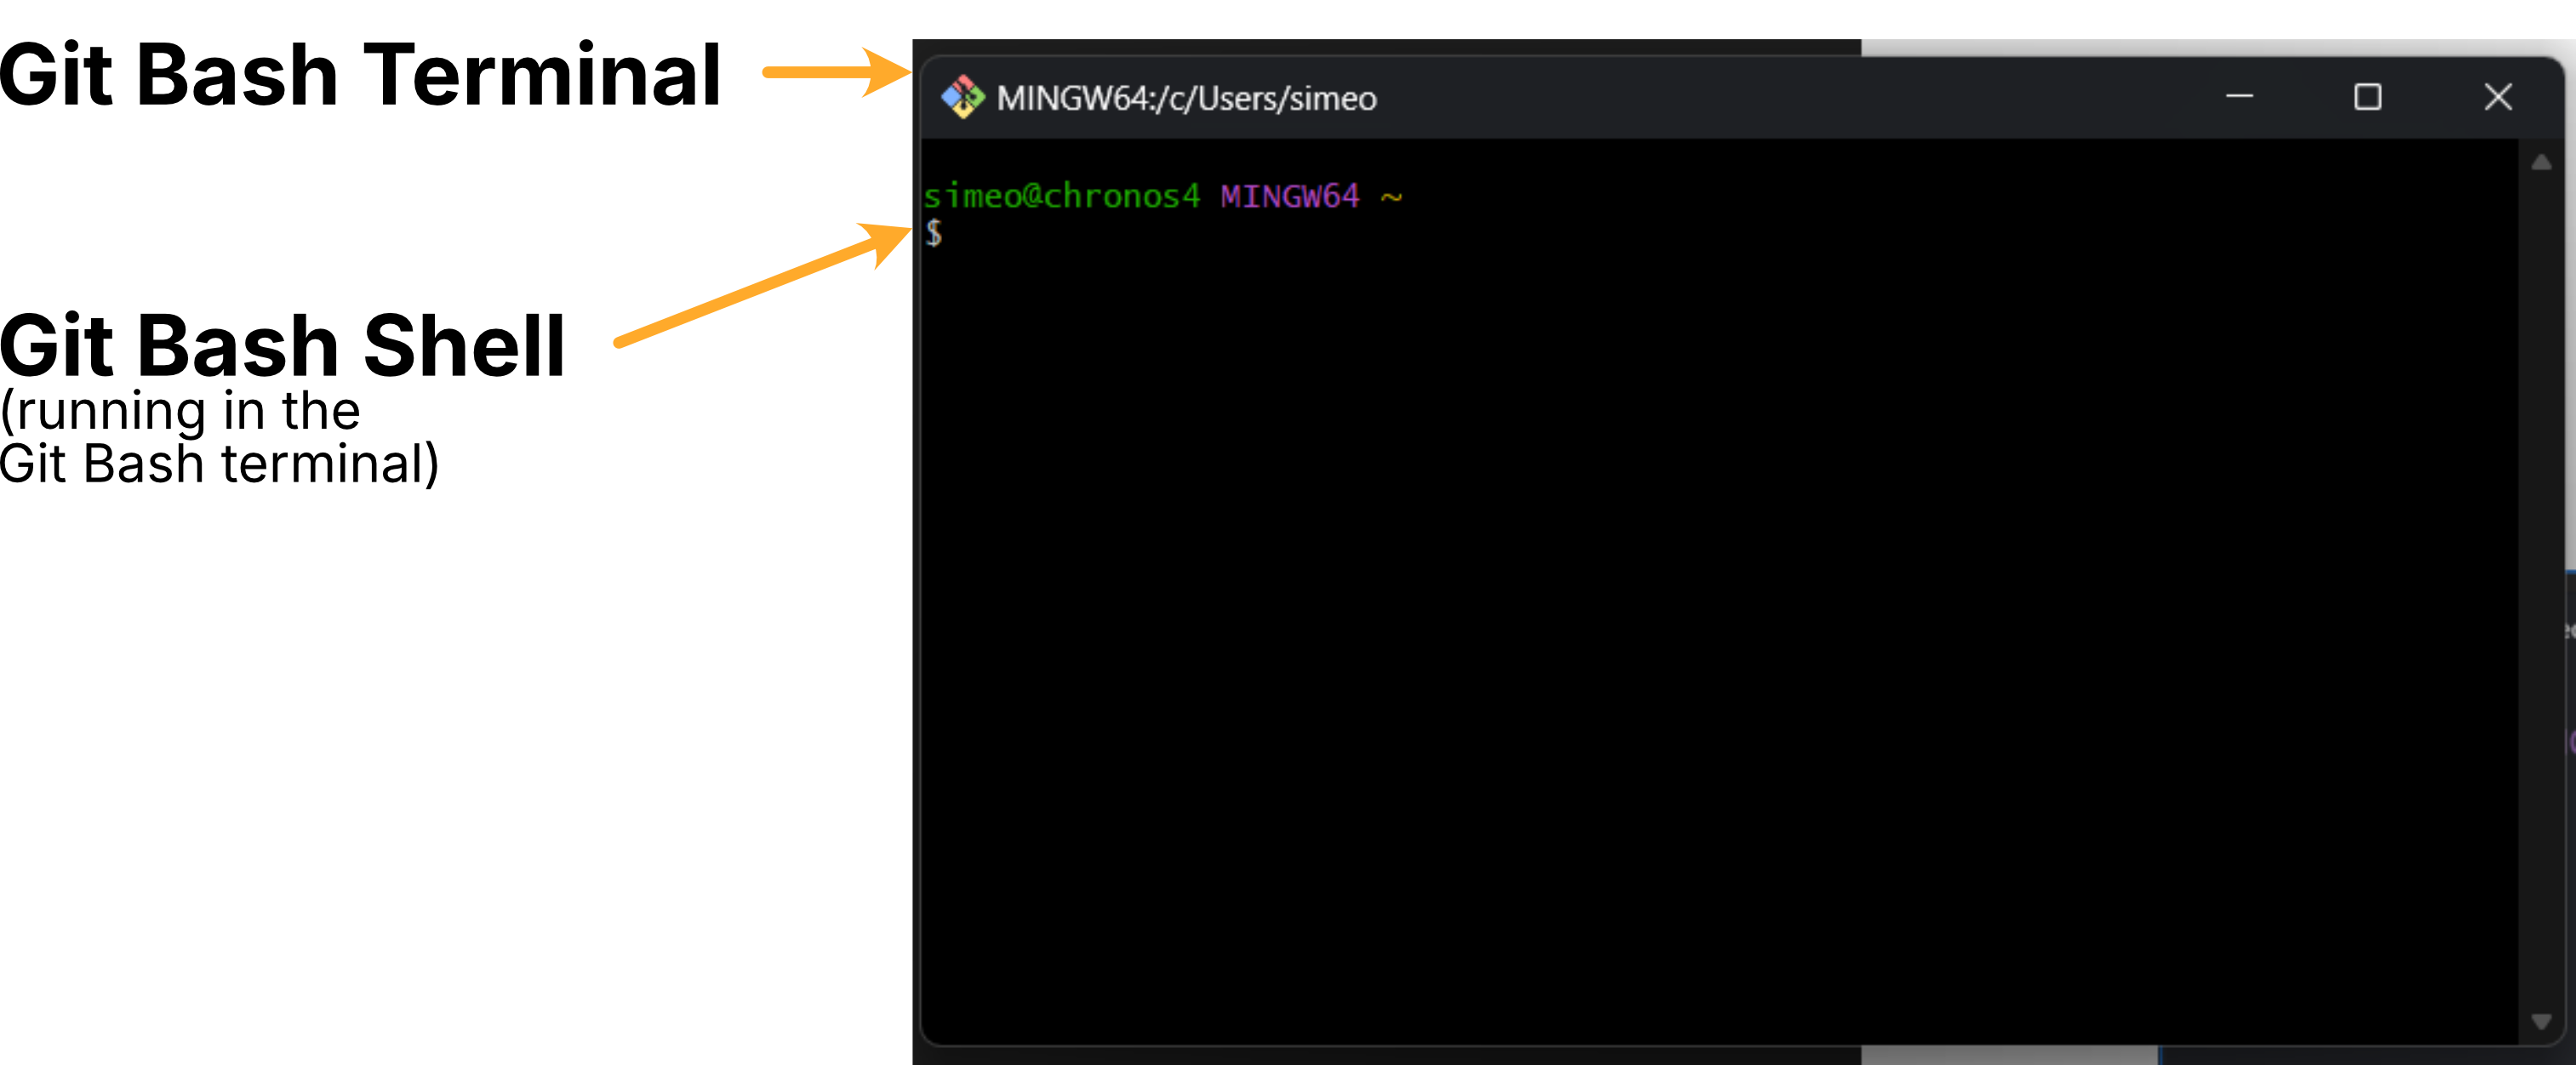 Git Bash Terminal
MINGW64:/c/Users/simeo
simeo@chronos4 MINGW64 ~
$
Git Bash Shell
(running in the
Git Bash terminal)